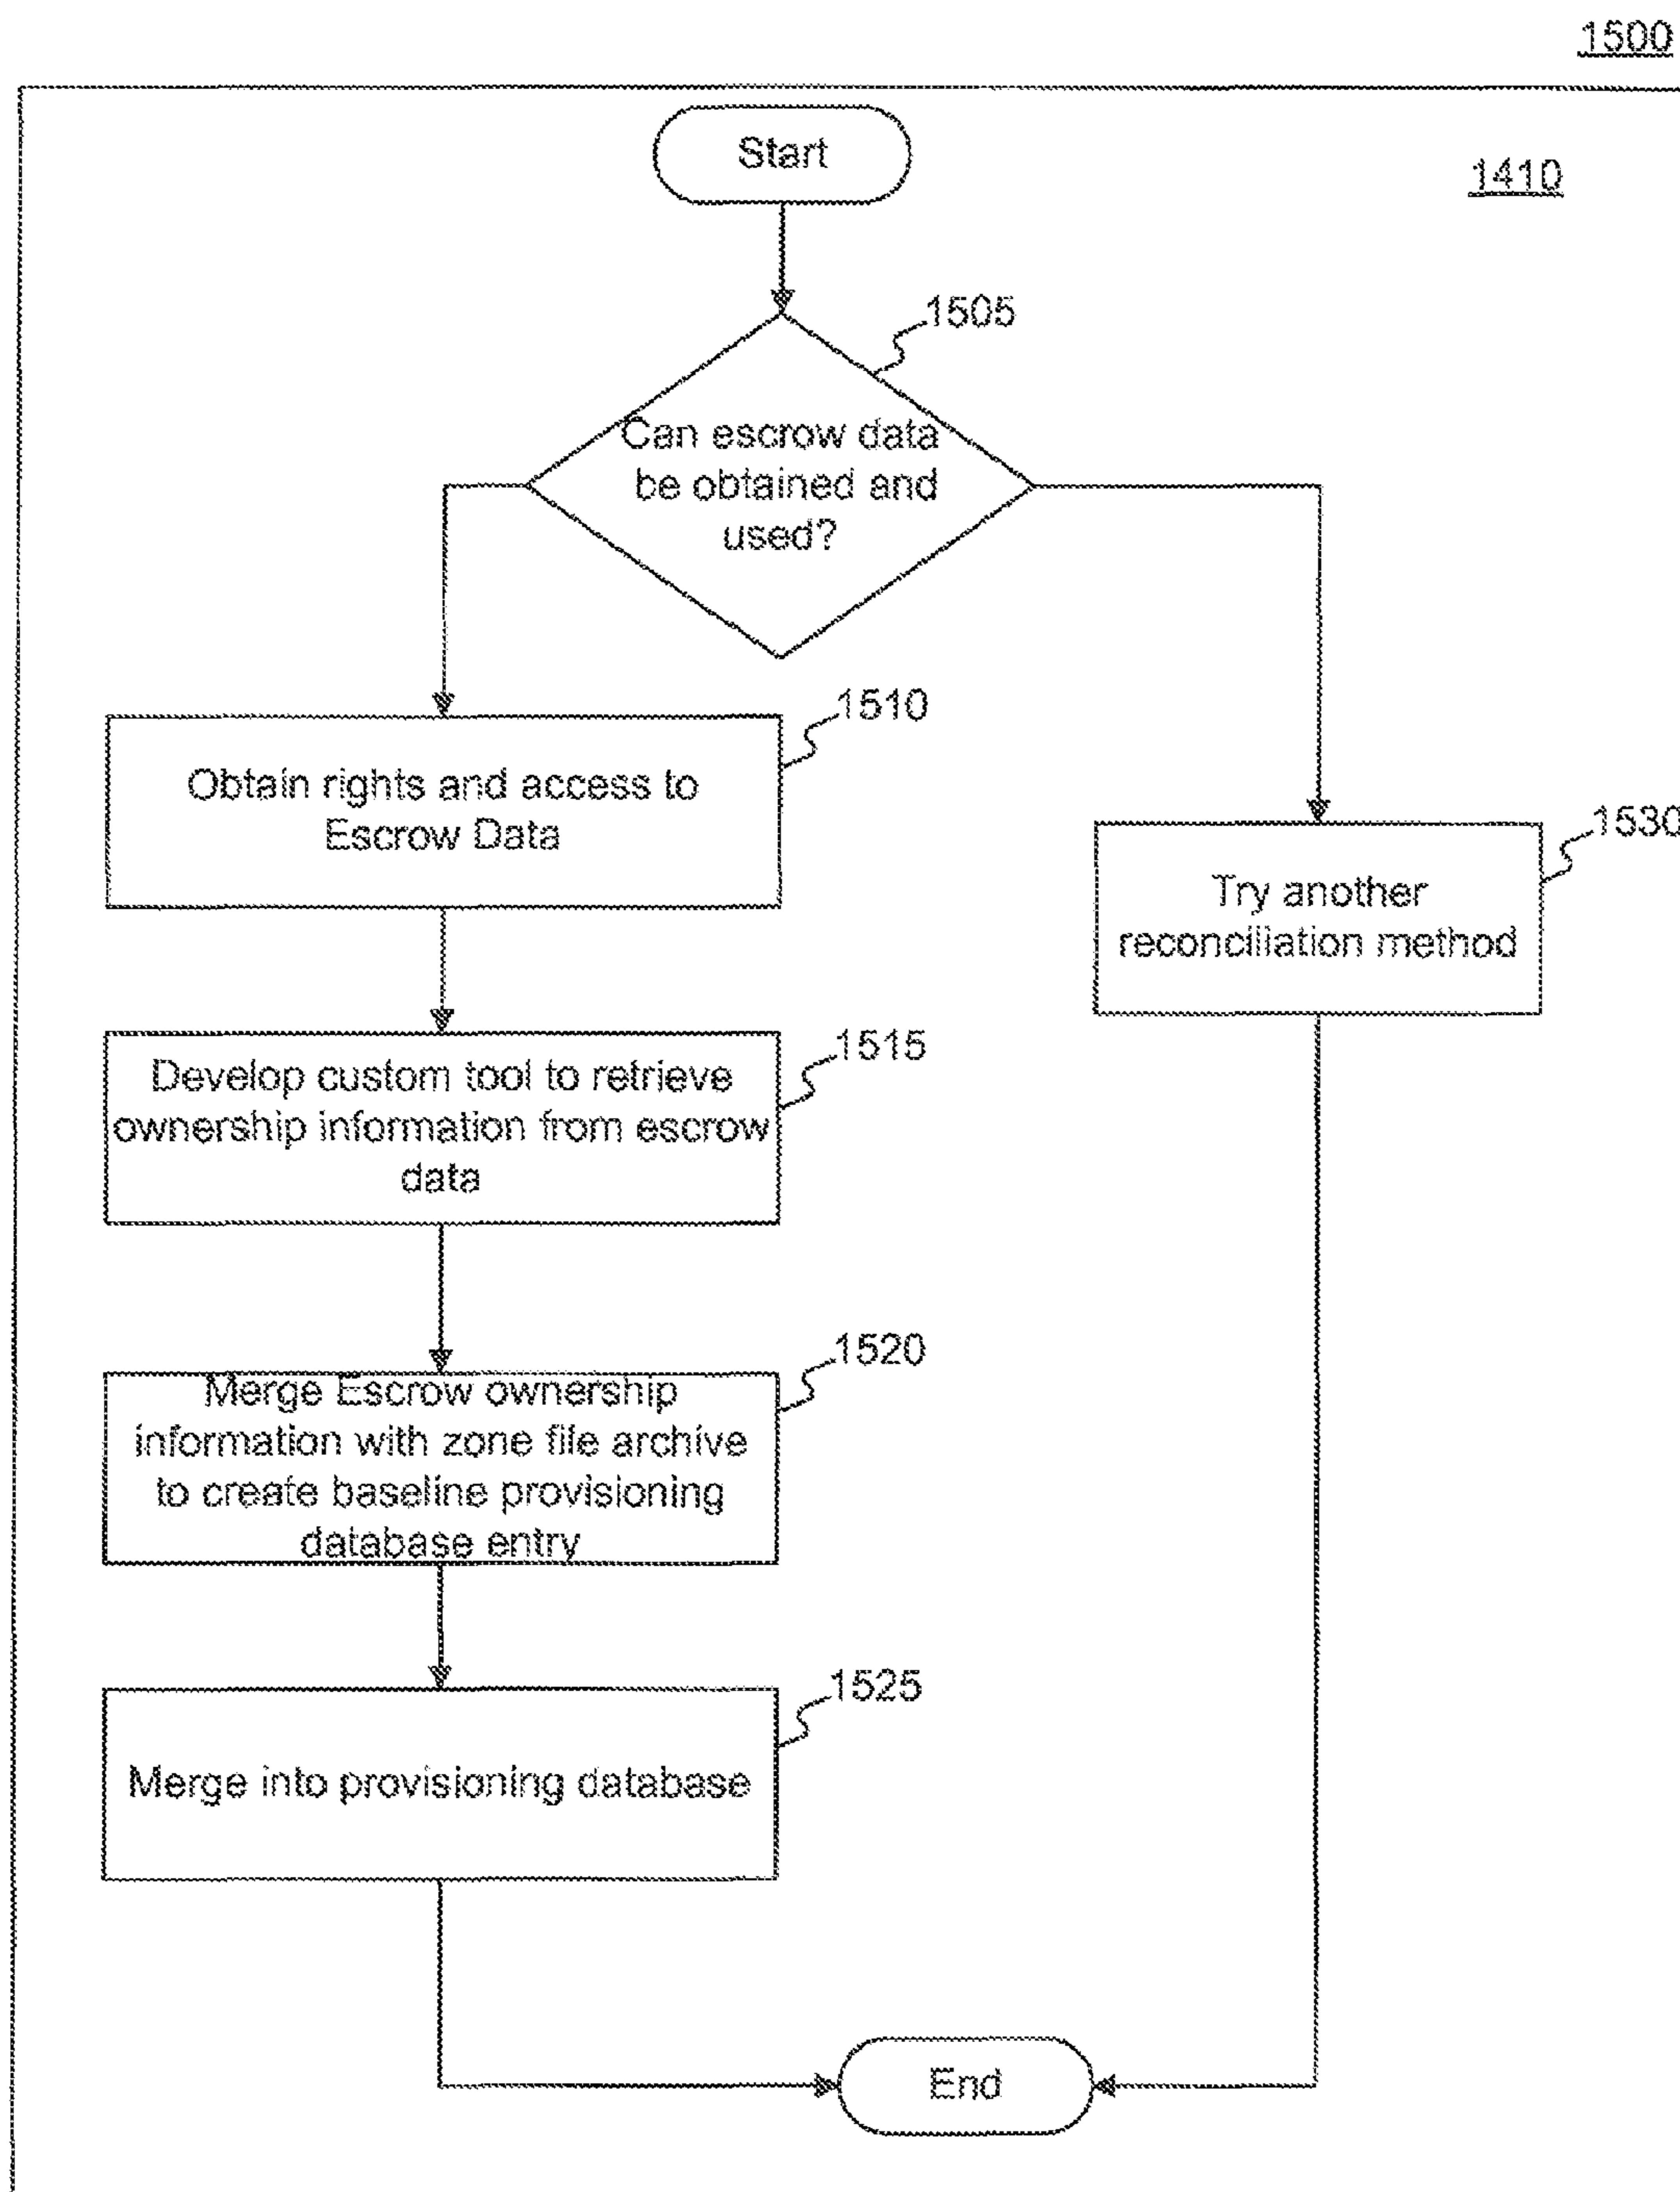 1500
Start
1410
1505
Can escrow data
be obtained and
used?
1510
Obtain rights and access to
Escrow Data
1530
Try another
reconciliation method
1515
Develop custom tool to retrieve
ownership information from escrow
data
1520
Merge Escrow ownership
information with zone file archive
to create baseline provisioning
database entry
1525
Merge into provisioning database
End